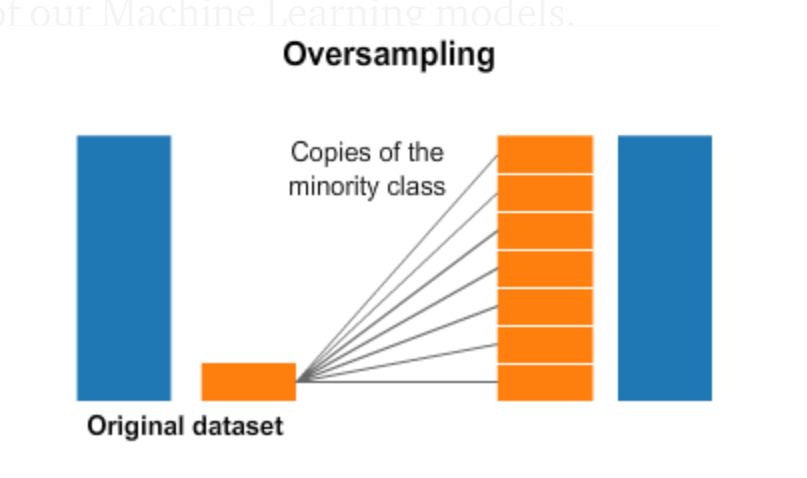 of our Machine Learning models.
Oversampling
Copies of the
minority class
Original dataset